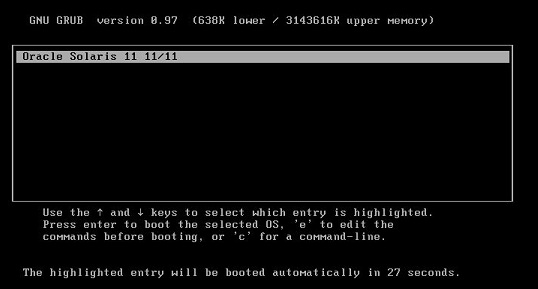 GNU GRUB  version 0.97  (638K lower / 3143616K upper memory)
Oracle Solaris 11 11/11
Use the ↑ and ↓ keys to select which entry is highlighted.
Press enter to boot the selected OS, 'e' to edit the
commands before booting, or 'c' for a command-line.
The highlighted entry will be booted automatically in 27 seconds.